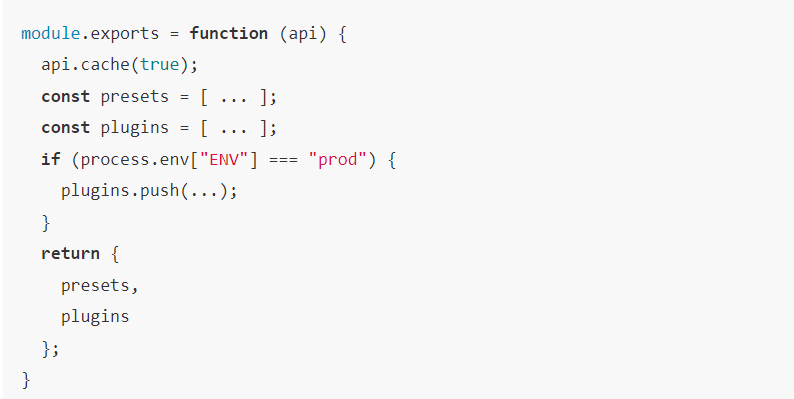 module.exports = function (api) {
  api.cache(true);
  const presets = [ ... ];
  const plugins = [ ... ];
  if (process.env["ENV"] === "prod") {
    plugins.push(...);
  }
  return {
    presets,
    plugins
  };
}